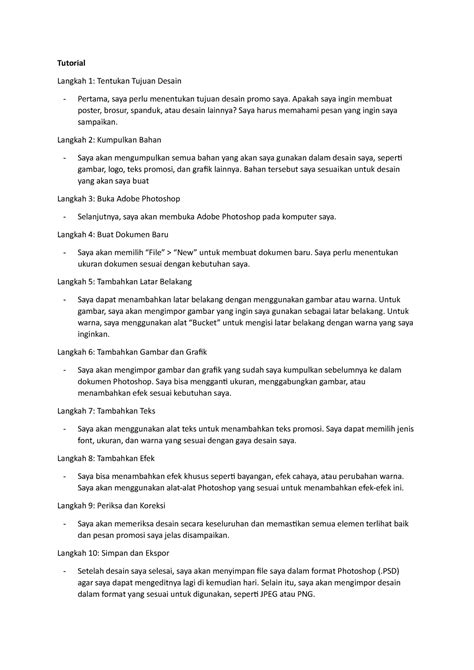 Tutorial
Langkah 1: Tentukan Tujuan Desain
- Pertama, saya perlu menentukan tujuan desain promo saya. Apakah saya ingin membuat
poster, brosur, spanduk, atau desain lainnya? Saya harus memahami pesan yang ingin saya
sampaikan.
Langkah 2: Kumpulkan Bahan
- Saya akan mengumpulkan semua bahan yang akan saya gunakan dalam desain saya, seperti
gambar, logo, teks promosi, dan grafik lainnya. Bahan tersebut saya sesuaikan untuk desain
yang akan saya buat
Langkah 3: Buka Adobe Photoshop
- Selanjutnya, saya akan membuka Adobe Photoshop pada komputer saya.
Langkah 4: Buat Dokumen Baru
- Saya akan memilih “File” > “New” untuk membuat dokumen baru. Saya perlu menentukan
ukuran dokumen sesuai dengan kebutuhan saya.
Langkah 5: Tambahkan Latar Belakang
- Saya dapat menambahkan latar belakang dengan menggunakan gambar atau warna. Untuk
gambar, saya akan mengimpor gambar yang ingin saya gunakan sebagai latar belakang. Untuk
warna, saya menggunakan alat “Bucket” untuk mengisi latar belakang dengan warna yang saya
inginkan.
Langkah 6: Tambahkan Gambar dan Grafik
- Saya akan mengimpor gambar dan grafik yang sudah saya kumpulkan sebelumnya ke dalam
dokumen Photoshop. Saya bisa mengganti ukuran, menggabungkan gambar, atau
menambahkan efek sesuai kebutuhan saya.
Langkah 7: Tambahkan Teks
- Saya akan menggunakan alat teks untuk menambahkan teks promosi. Saya dapat memilih jenis
font, ukuran, dan warna yang sesuai dengan gaya desain saya.
Langkah 8: Tambahkan Efek
- Saya bisa menambahkan efek khusus seperti bayangan, efek cahaya, atau perubahan warna.
Saya akan menggunakan alat-alat Photoshop yang sesuai untuk menambahkan efek-efek ini.
Langkah 9: Periksa dan Koreksi
- Saya akan memeriksa desain secara keseluruhan dan memastikan semua elemen terlihat baik
dan pesan promosi saya jelas disampaikan.
Langkah 10: Simpan dan Ekspor
- Setelah desain saya selesai, saya akan menyimpan file saya dalam format Photoshop (.PSD)
agar saya dapat mengeditnya lagi di kemudian hari. Selain itu, saya akan mengimpor desain
dalam format yang sesuai untuk digunakan, seperti JPEG atau PNG.